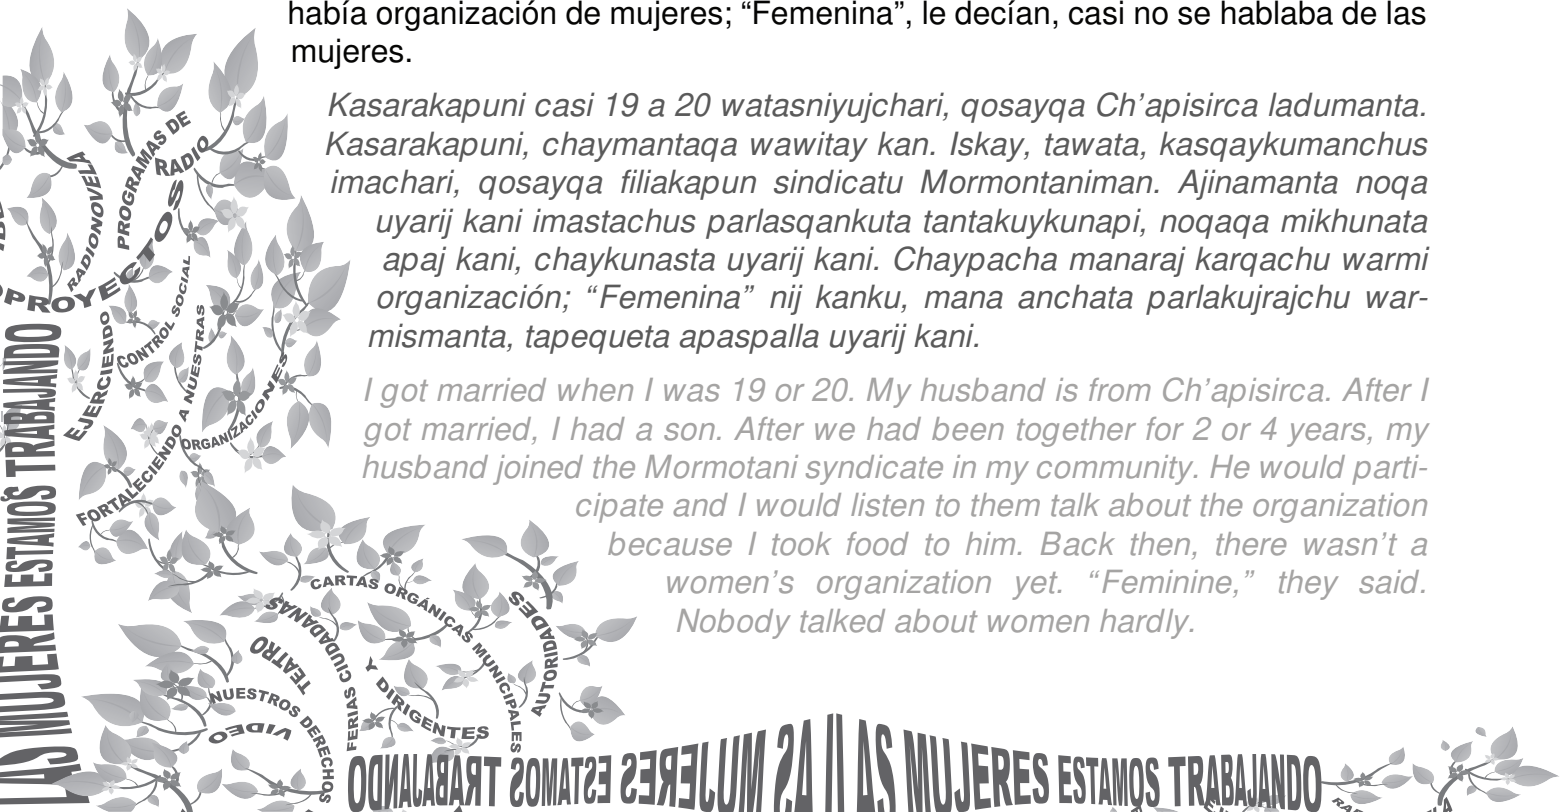 había organización de mujeres; “Femenina”, le decían, casi no se hablaba de las
mujeres.
Kasarakapuni casi 19 a 20 watasniyujchari, qosayqa Ch’apisirca ladumanta.
Kasarakapuni, chaymantaqa wawitay kan. Iskay, tawata, kasqaykumanchus
imachari, qosayqa filiakapun sindicatu Mormontaniman. Ajinamanta noqa
uyarij kani imastachus parlasqankuta tantakuykunapi, noqaqa mikhunata
apaj kani, chaykunasta uyarij kani. Chaypacha manaraj karqachu warmi
organización; “Femenina” nij kanku, mana anchata parlakujrajchu war-
mismanta, tapequeta apaspalla uyarij kani.
I got married when I was 19 or 20. My husband is from Ch’apisirca. After I
got married, I had a son. After we had been together for 2 or 4 years, my
husband joined the Mormotani syndicate in my community. He would parti-
cipate and I would listen to them talk about the organization
because I took food to him. Back then, there wasn’t a
women’s organization yet. “Feminine,” they said.
Nobody talked about women hardly.
PROGRAMAS DE
RADIO
RADIONOVELA
PROYECTOS
EJERCIENDO
CONTROL SOCIAL
FORTALECIENDO A NUESTRAS
ORGANIZACIONES
LAS MUJERES ESTAMOS TRABAJANDO
CARTAS ORGÁNICAS MUNICIPALES
AUTORIDADES
Y DIRIGENTES
FERIAS CIUDADANAS
TEATRO
NUESTROS DERECHOS
VIDEO
LAS MUJERES ESTAMOS TRABAJANDO
LAS MUJERES ESTAMOS TRABAJANDO